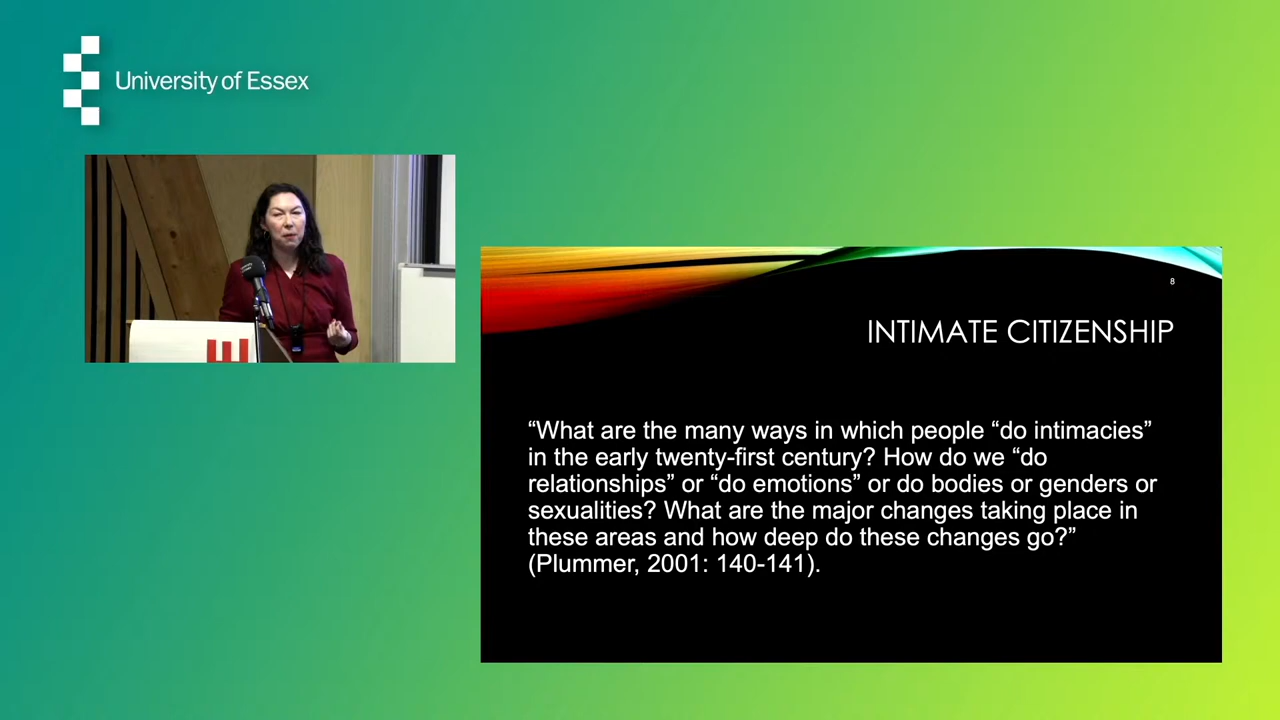 University of Essex
8
INTIMATE CITIZENSHIP
“What are the many ways in which people “do intimacies”
in the early twenty-first century? How do we “do
relationships” or “do emotions” or do bodies or genders or
sexualities? What are the major changes taking place in
these areas and how deep do these changes go?”
(Plummer, 2001: 140-141).